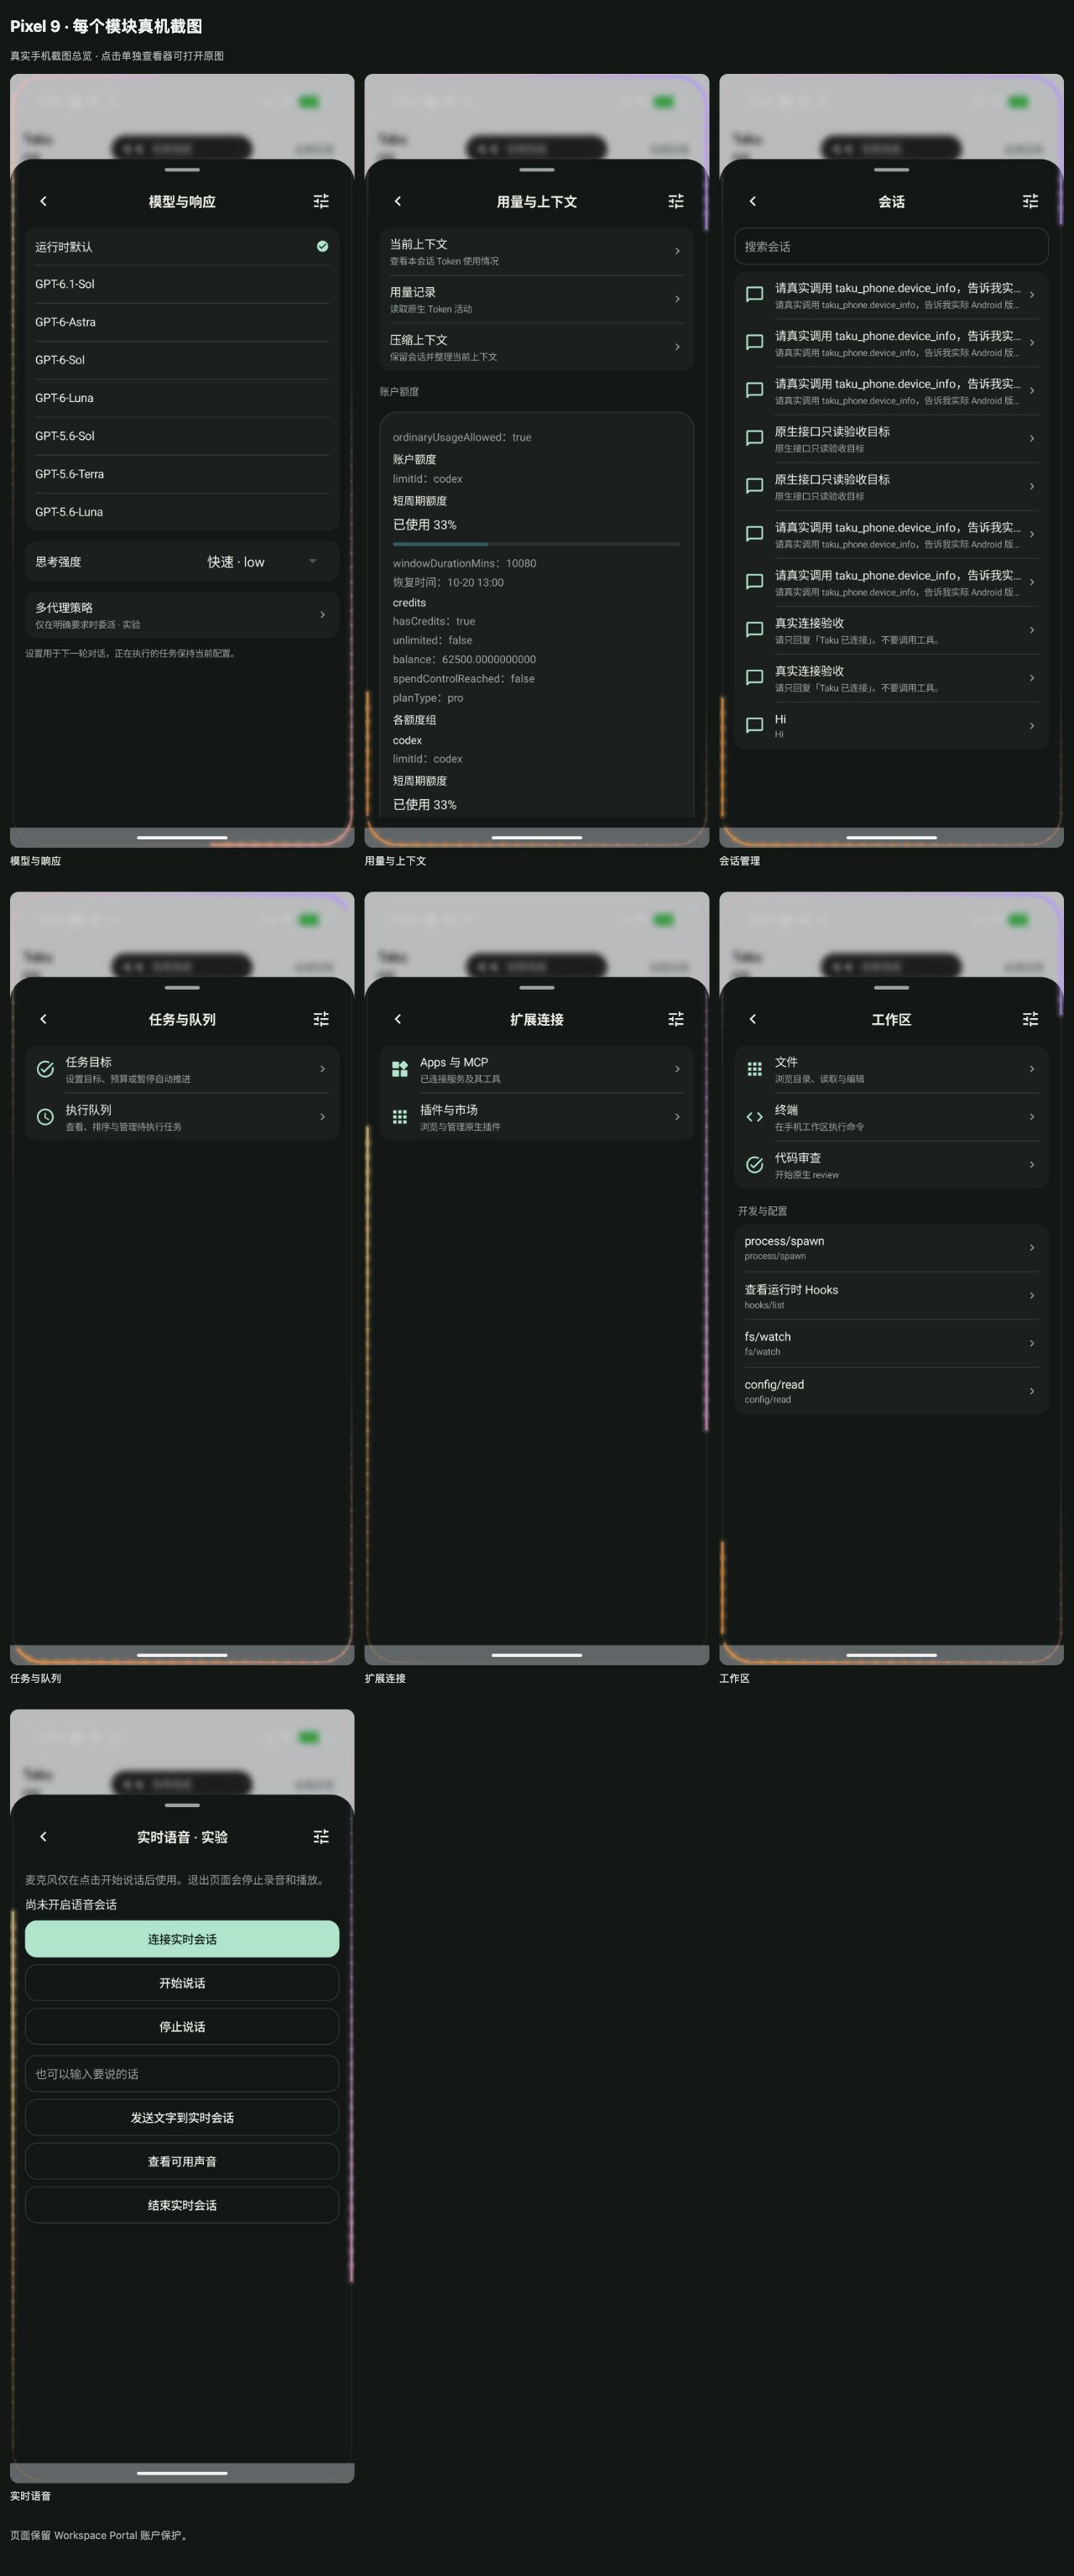 Pixel 9 · 每个模块真机截图
真实手机截图总览 · 点击单独查看器可打开原图
模型与响应
运行时默认
GPT-6.1-Sol
GPT-6-Astra
GPT-6-Sol
GPT-6-Luna
GPT-5.6-Sol
GPT-5.6-Terra
GPT-5.6-Luna
思考强度
快速 · low
多代理策略
仅在明确要求时委派 · 实验
设置用于下一轮对话，正在执行的任务保持当前配置。
模型与响应
用量与上下文
当前上下文
查看本会话 Token 使用情况
用量记录
读取原生 Token 活动
压缩上下文
保留会话并整理当前上下文
账户额度
ordinaryUsageAllowed：true
账户额度
limitId：codex
短周期额度
已使用 33%
windowDurationMins：10080
恢复时间：10-20 13:00
credits
hasCredits：true
unlimited：false
balance：62500.0000000000
spendControlReached：false
planType：pro
各额度组
codex
limitId：codex
短周期额度
已使用 33%
用量与上下文
会话
搜索会话
请真实调用 taku_phone.device_info，告诉我实...
请真实调用 taku_phone.device_info，告诉我实际 Android 版...
请真实调用 taku_phone.device_info，告诉我实...
请真实调用 taku_phone.device_info，告诉我实际 Android 版...
请真实调用 taku_phone.device_info，告诉我实...
请真实调用 taku_phone.device_info，告诉我实际 Android 版...
原生接口只读验收目标
原生接口只读验收目标
原生接口只读验收目标
原生接口只读验收目标
请真实调用 taku_phone.device_info，告诉我实...
请真实调用 taku_phone.device_info，告诉我实际 Android 版...
请真实调用 taku_phone.device_info，告诉我实...
请真实调用 taku_phone.device_info，告诉我实际 Android 版...
真实连接验收
请只回复「Taku 已连接」。不要调用工具。
真实连接验收
请只回复「Taku 已连接」。不要调用工具。
Hi
Hi
会话管理
任务与队列
任务目标
设置目标、预算或暂停自动推进
执行队列
查看、排序与管理待执行任务
任务与队列
扩展连接
Apps 与 MCP
已连接服务及其工具
插件与市场
浏览与管理原生插件
扩展连接
工作区
文件
浏览目录、读取与编辑
终端
在手机工作区执行命令
代码审查
开始原生 review
开发与配置
process/spawn
process/spawn
查看运行时 Hooks
hooks/list
fs/watch
fs/watch
config/read
config/read
工作区
实时语音 · 实验
麦克风仅在点击开始说话后使用。退出页面会停止录音和播放。
尚未开启语音会话
连接实时会话
开始说话
停止说话
也可以输入要说的话
发送文字到实时会话
查看可用声音
结束实时会话
实时语音
页面保留 Workspace Portal 账户保护。